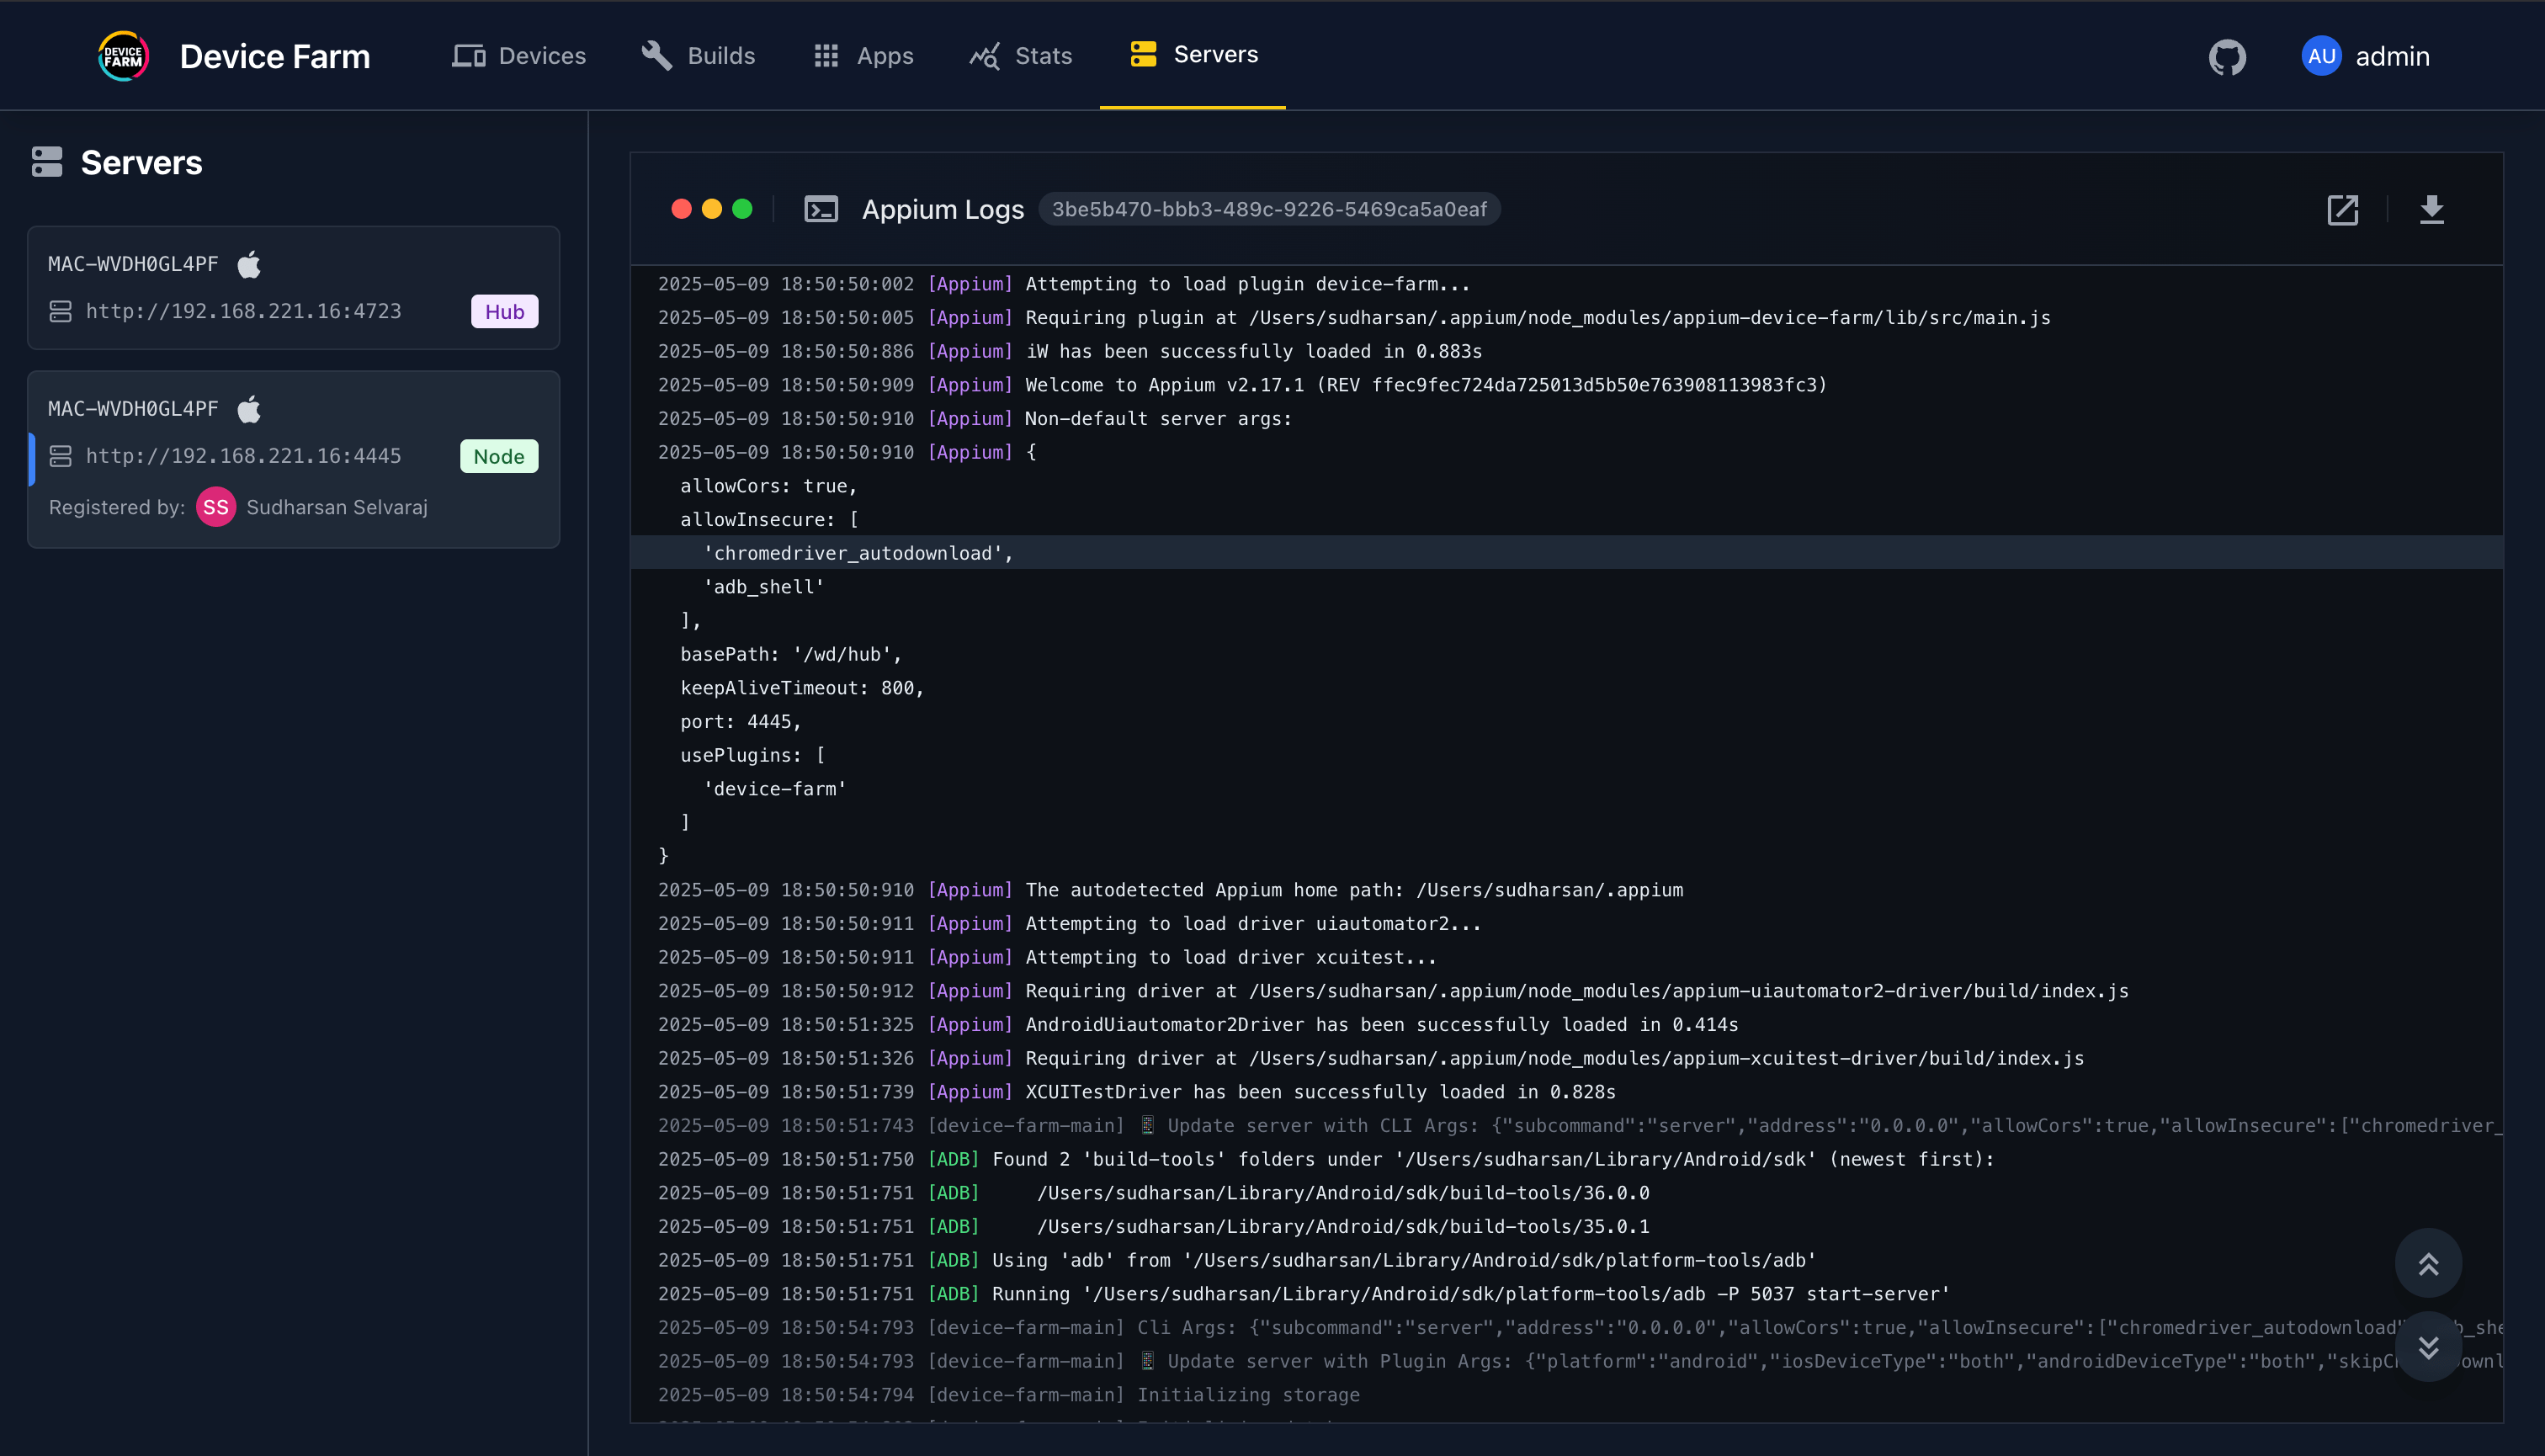 DEVICE FARM
Device Farm
Devices
Builds
Apps
Stats
Servers
AU
admin
Servers
MAC-WVDH0GL4PF
http://192.168.221.16:4723
Hub
MAC-WVDH0GL4PF
http://192.168.221.16:4445
Node
Registered by: SS Sudharsan Selvaraj
Appium Logs 3be5b470-bbb3-489c-9226-5469ca5a0eaf
2025-05-09 18:50:50:002 [Appium] Attempting to load plugin device-farm...
2025-05-09 18:50:50:005 [Appium] Requiring plugin at /Users/sudharsan/.appium/node_modules/appium-device-farm/lib/src/main.js
2025-05-09 18:50:50:886 [Appium] iW has been successfully loaded in 0.883s
2025-05-09 18:50:50:909 [Appium] Welcome to Appium v2.17.1 (REV ffec9fec724da725013d5b50e763908113983fc3)
2025-05-09 18:50:50:910 [Appium] Non-default server args:
2025-05-09 18:50:50:910 [Appium] {
allowCors: true,
allowInsecure: [
'chromedriver_autodownload',
'adb_shell'
],
basePath: '/wd/hub',
keepAliveTimeout: 800,
port: 4445,
usePlugins: [
'device-farm'
]
}
2025-05-09 18:50:50:910 [Appium] The autodetected Appium home path: /Users/sudharsan/.appium
2025-05-09 18:50:50:911 [Appium] Attempting to load driver uiautomator2...
2025-05-09 18:50:50:911 [Appium] Attempting to load driver xcuitest...
2025-05-09 18:50:50:912 [Appium] Requiring driver at /Users/sudharsan/.appium/node_modules/appium-uiautomator2-driver/build/index.js
2025-05-09 18:50:51:325 [Appium] AndroidUiautomator2Driver has been successfully loaded in 0.414s
2025-05-09 18:50:51:326 [Appium] Requiring driver at /Users/sudharsan/.appium/node_modules/appium-xcuitest-driver/build/index.js
2025-05-09 18:50:51:739 [Appium] XCUITestDriver has been successfully loaded in 0.828s
2025-05-09 18:50:51:743 [device-farm-main] 📱 Update server with CLI Args: {"subcommand":"server","address":"0.0.0.0","allowCors":true,"allowInsecure":["chromedriver_
2025-05-09 18:50:51:750 [ADB] Found 2 'build-tools' folders under '/Users/sudharsan/Library/Android/sdk' (newest first):
2025-05-09 18:50:51:751 [ADB] /Users/sudharsan/Library/Android/sdk/build-tools/36.0.0
2025-05-09 18:50:51:751 [ADB] /Users/sudharsan/Library/Android/sdk/build-tools/35.0.1
2025-05-09 18:50:51:751 [ADB] Using 'adb' from '/Users/sudharsan/Library/Android/sdk/platform-tools/adb'
2025-05-09 18:50:51:751 [ADB] Running '/Users/sudharsan/Library/Android/sdk/platform-tools/adb -P 5037 start-server'
2025-05-09 18:50:54:793 [device-farm-main] Cli Args: {"subcommand":"server","address":"0.0.0.0","allowCors":true,"allowInsecure":["chromedriver_autodownload"
2025-05-09 18:50:54:793 [device-farm-main] 📱 Update server with Plugin Args: {"platform":"android","iosDeviceType":"both","androidDeviceType":"both",
2025-05-09 18:50:54:794 [device-farm-main] Initializing storage